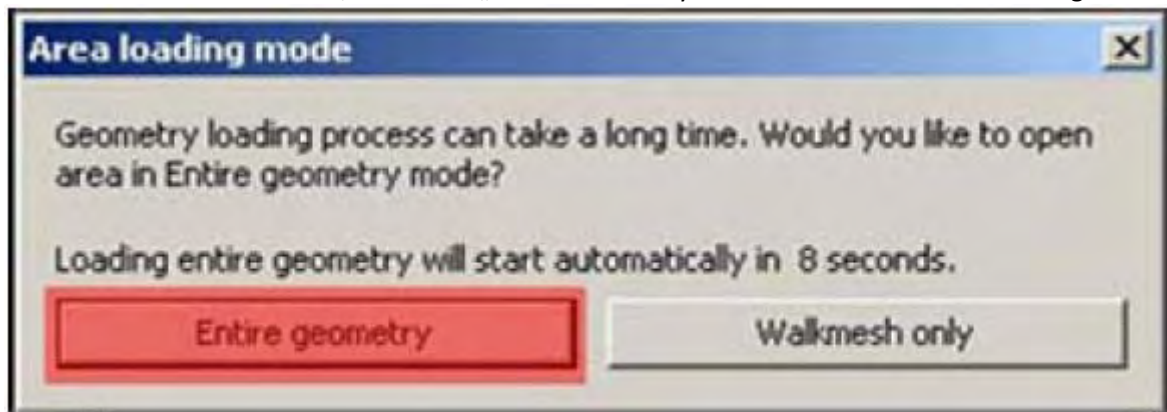 Area loading mode
Geometry loading process can take a long time. Would you like to open
area in Entire geometry mode?
Loading entire geometry will start automatically in 8 seconds.
Entire geometry
Walkmesh only